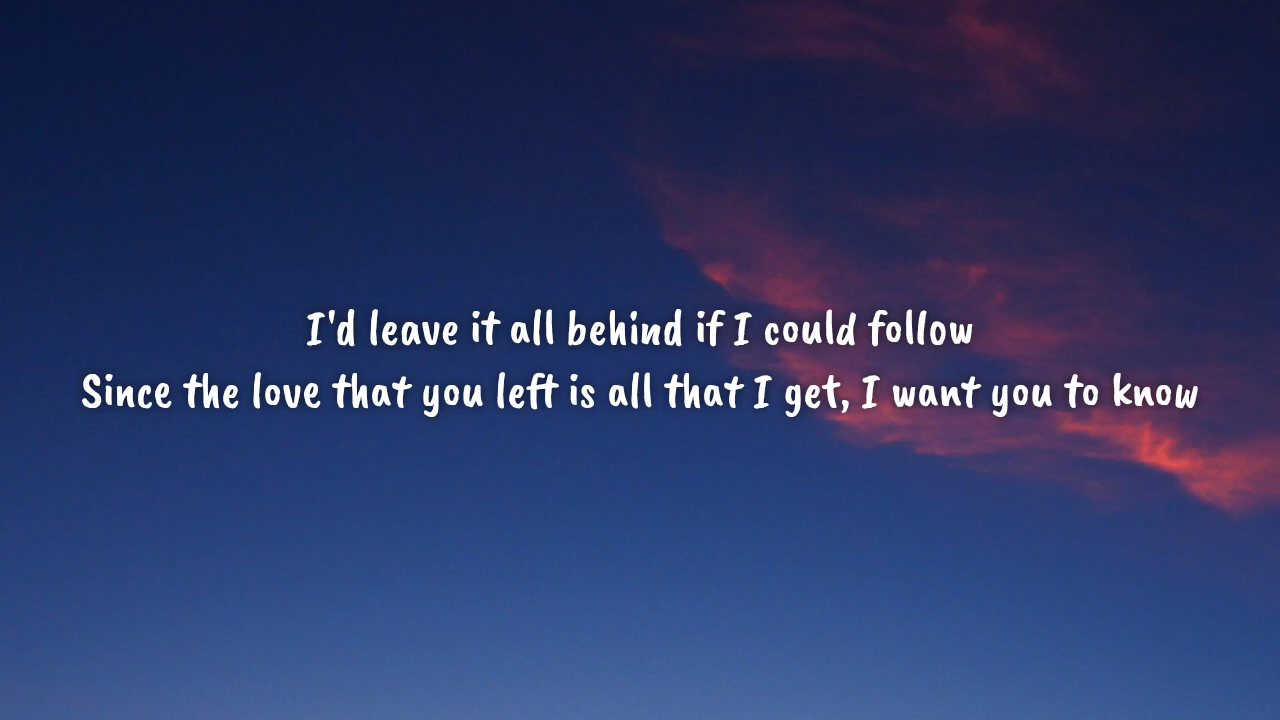 I'd leave it all behind if I could follow
Since the love that you left is all that I get, I want you to know